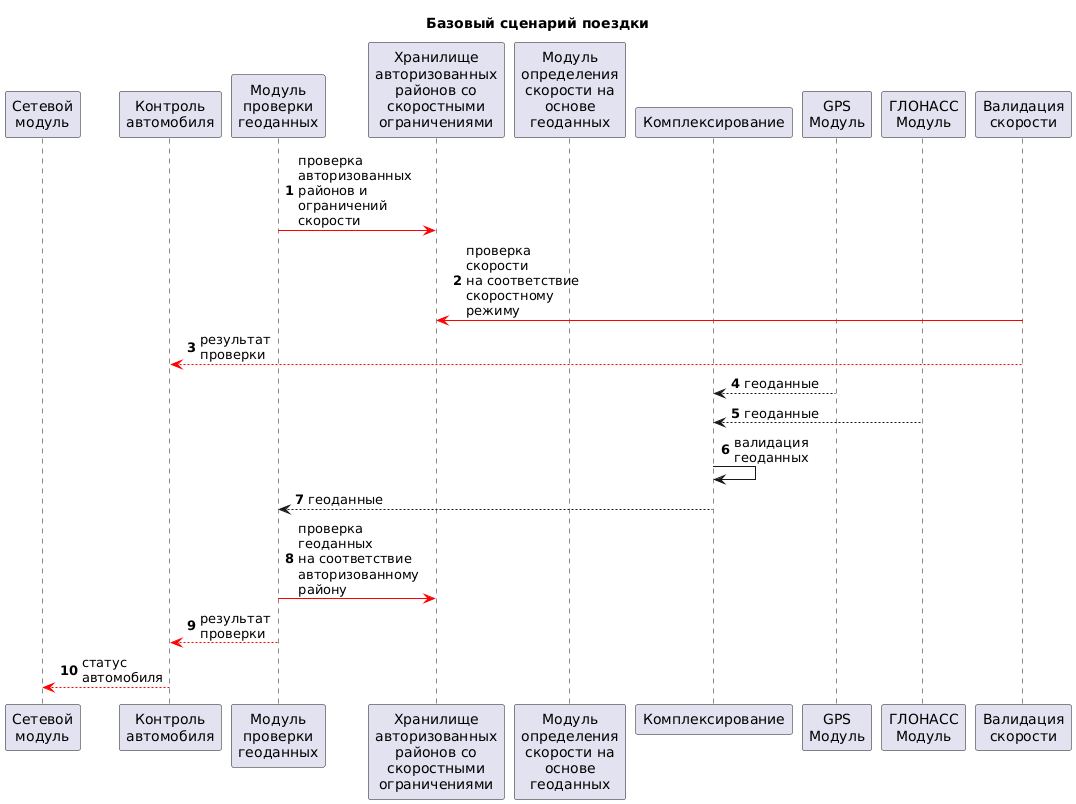 Базовый сценарий поездки
Сетевой
модуль
Контроль
автомобиля
Модуль
проверки
геоданных
Хранилище
авторизованных
районов со
скоростными
ограничениями
Модуль
определения
скорости на
основе
геоданных
Комплексирование
GPS
Модуль
ГЛОНАСС
Модуль
Валидация
скорости
проверка
авторизованных
1 районов и
ограничений
скорости
проверка
скорости
2 на соответствие
скоростному
режиму
3 результат
проверки
4 геоданные
5 геоданные
6 валидация
геоданных
7 геоданные
проверка
геоданных
8 на соответствие
авторизованному
району
9 результат
проверки
10 статус
автомобиля
Сетевой
модуль
Контроль
автомобиля
Модуль
проверки
геоданных
Хранилище
авторизованных
районов со
скоростными
ограничениями
Модуль
определения
скорости на
основе
геоданных
Комплексирование
GPS
Модуль
ГЛОНАСС
Модуль
Валидация
скорости